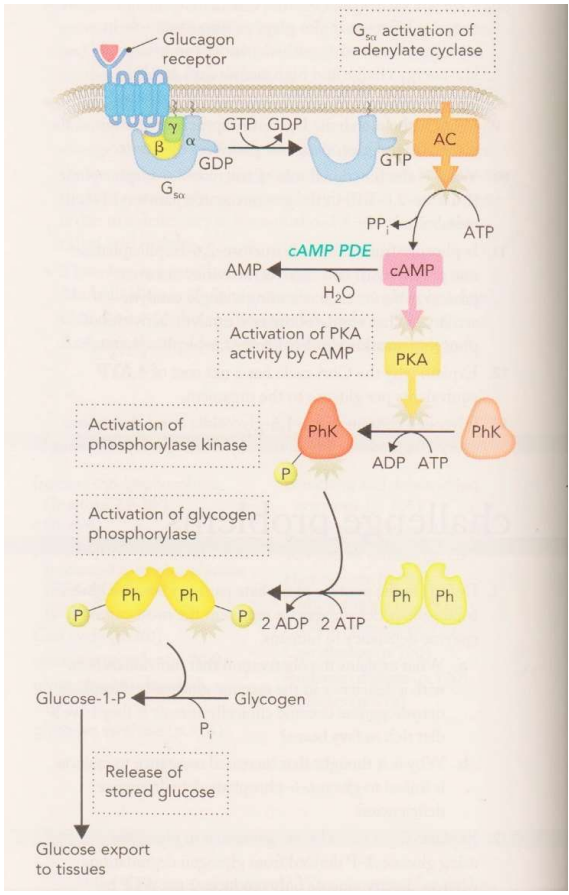 Glucagon
receptor
Gsα activation of
adenylate cyclase
γ
β
α
GDP
Gsα
GTP GDP
GTP
AC
PPi
ATP
cAMP PDE
AMP
cAMP
H2O
Activation of PKA
activity by cAMP
PKA
Activation of
phosphorylase kinase
PhK
PhK
P
ADP ATP
Activation of glycogen
phosphorylase
Ph Ph
Ph Ph
P
P
2 ADP 2 ATP
Glucose-1-P
Glycogen
Pi
Release of
stored glucose
Glucose export
to tissues
challenge problem